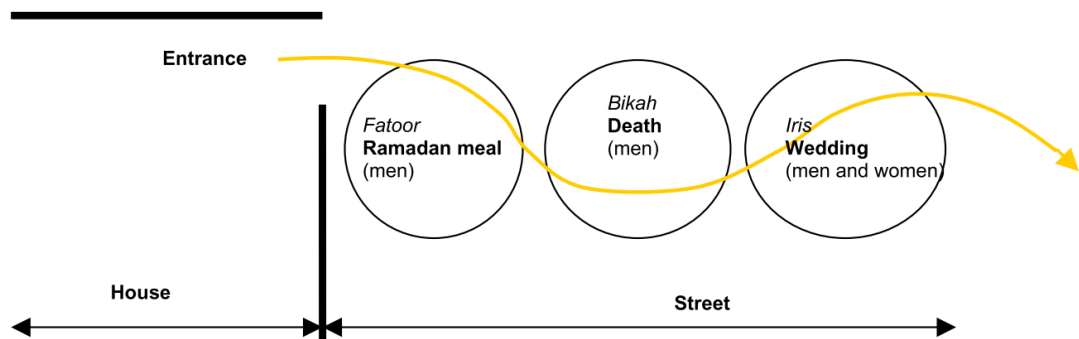 Entrance
Fatoor
Ramadan meal
(men)
Bikah
Death
(men)
Iris
Wedding
(men and women)
House
Street